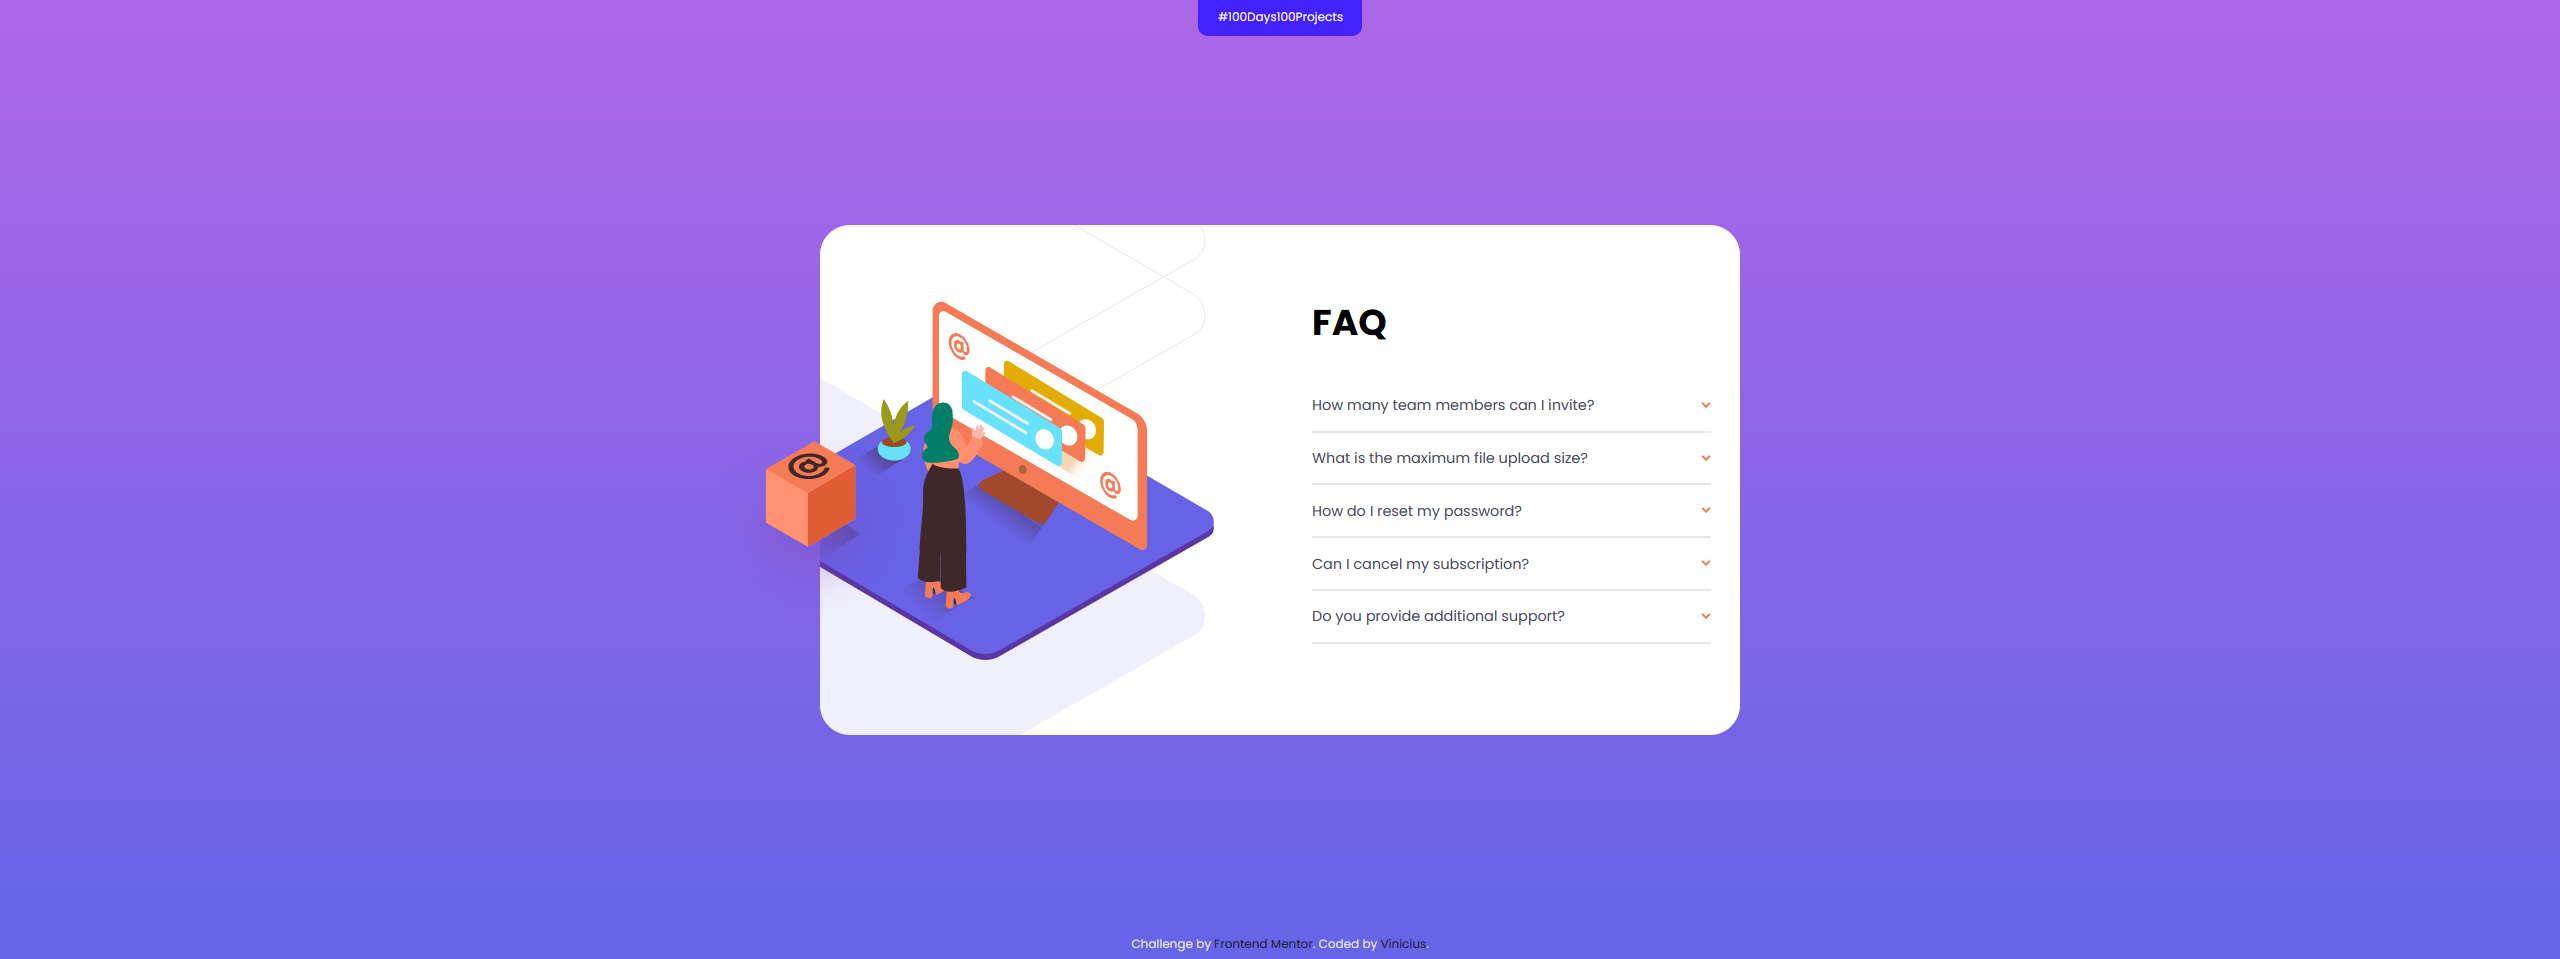 #100Days100Projects
@
@
FAQ
How many team members can I invite?
What is the maximum file upload size?
How do I reset my password?
Can I cancel my subscription?
Do you provide additional support?
@
Challenge by Frontend Mentor. Coded by Vinicius.